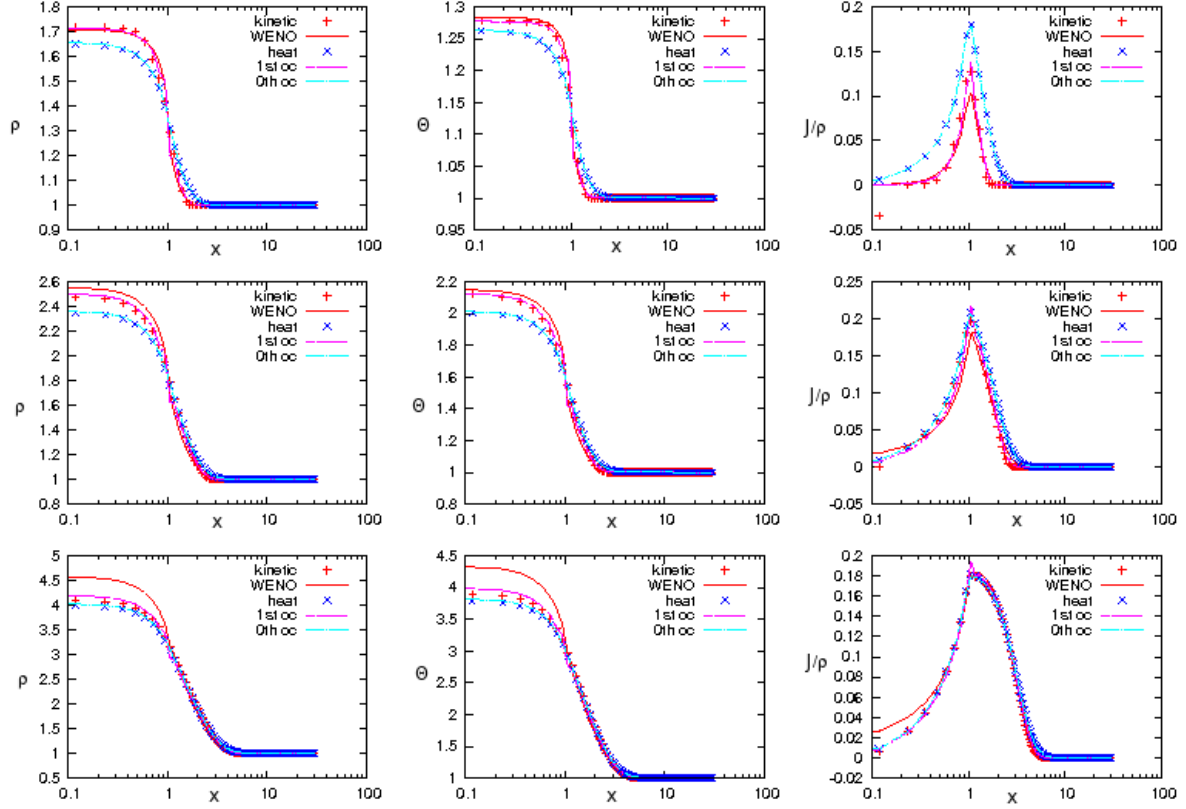 1.8
1.7
1.6
1.5
1.4
1.3
1.2
1.1
1
0.9
ρ
kinetic
WENO
heat
1st oc
0th oc
0.1 1 10 100
x
1.3
1.25
1.2
1.15
1.1
1.05
1
0.95
Θ
kinetic
WENO
heat
1st oc
0th oc
0.1 1 10 100
x
0.2
0.15
0.1
0.05
0
-0.05
J/ρ
kinetic
WENO
heat
1st oc
0th oc
0.1 1 10 100
x
2.6
2.4
2.2
2
1.8
1.6
1.4
1.2
1
0.8
ρ
kinetic
WENO
heat
1st oc
0th oc
0.1 1 10 100
x
2.2
2
1.8
1.6
1.4
1.2
1
0.8
Θ
kinetic
WENO
heat
1st oc
0th oc
0.1 1 10 100
x
0.25
0.2
0.15
0.1
0.05
0
-0.05
J/ρ
kinetic
WENO
heat
1st oc
0th oc
0.1 1 10 100
x
5
4.5
4
3.5
3
2.5
2
1.5
1
0.5
ρ
kinetic
WENO
heat
1st oc
0th oc
0.1 1 10 100
x
4.5
4
3.5
3
2.5
2
1.5
1
Θ
kinetic
WENO
heat
1st oc
0th oc
0.1 1 10 100
x
0.2
0.18
0.16
0.14
0.12
0.1
0.08
0.06
0.04
0.02
0
-0.02
J/ρ
kinetic
WENO
heat
1st oc
0th oc
0.1 1 10 100
x